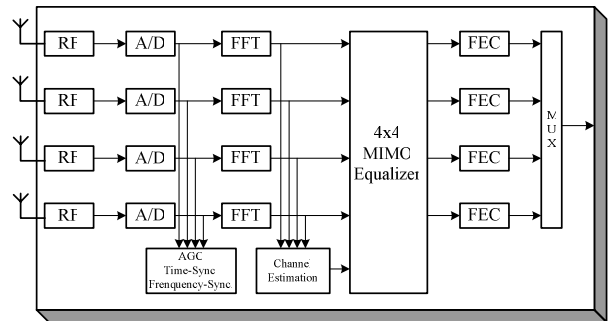 RF A/D FFT FEC
RF A/D FFT FEC
4x4
MIMO
Equalizer
MUX
RF A/D FFT FEC
RF A/D FFT FEC
AGC
Time-Sync
Frenquency-Sync.
Channe
Estimation